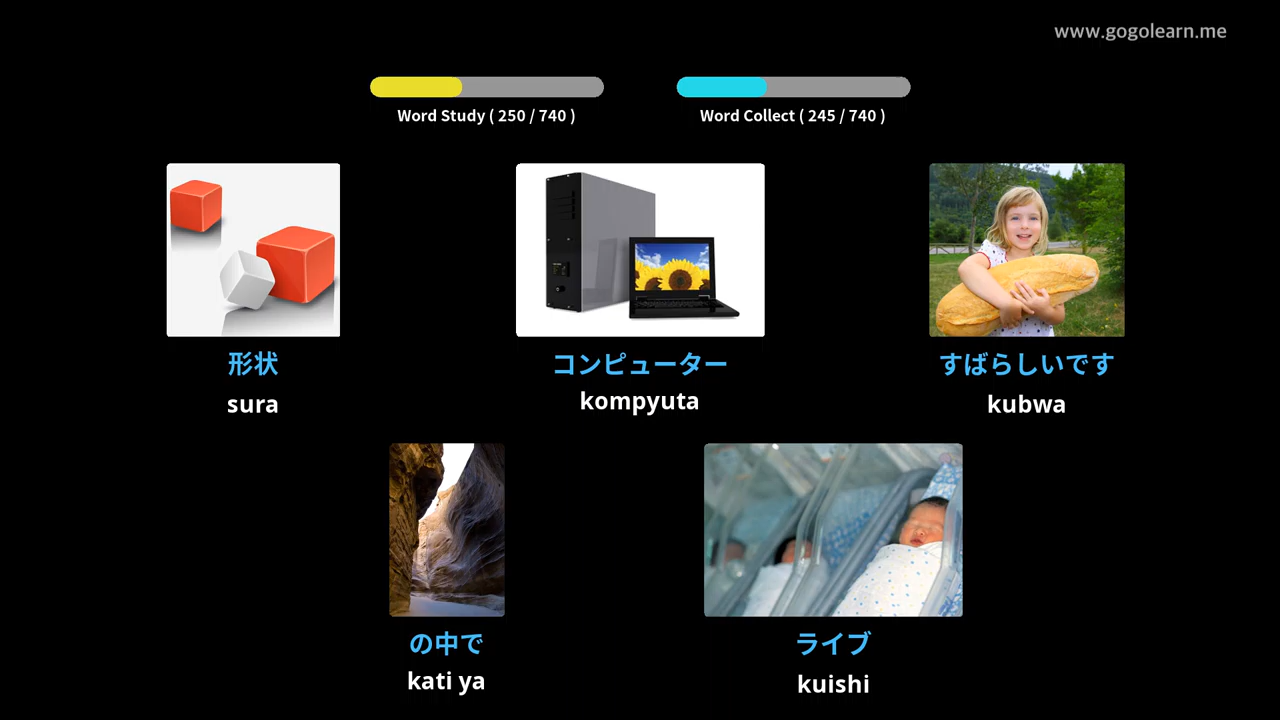 www.gogolearn.me
Word Study ( 250 / 740 )
Word Collect ( 245 / 740 )
形状
コンピューター
すばらしいです
sura
kompyuta
kubwa
の中で
ライブ
kati ya
kuishi